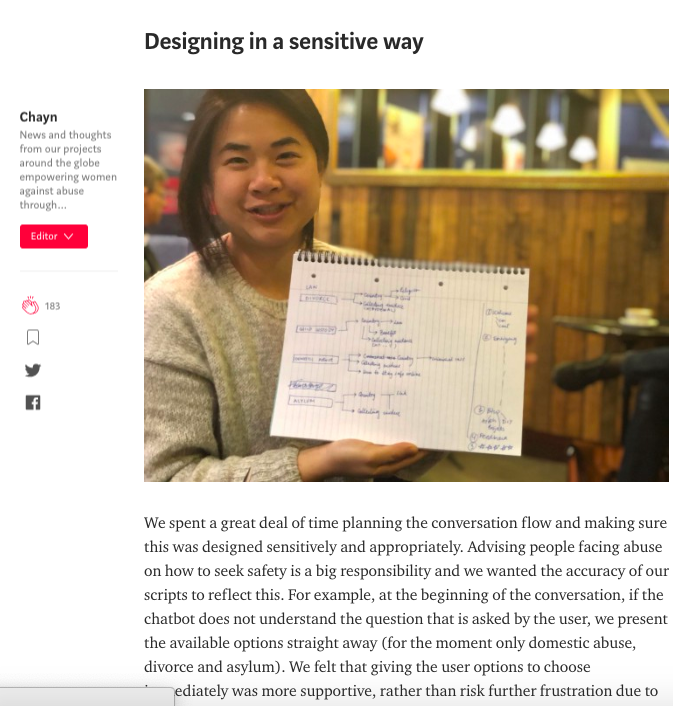 Designing in a sensitive way
Chayn
News and thoughts
from our projects
around the globe
empowering women
against abuse
through...
Editor
183
LAW
DIVORCE
Country
ASYLUM
Country
We spent a great deal of time planning the conversation flow and making sure
this was designed sensitively and appropriately. Advising people facing abuse
on how to seek safety is a big responsibility and we wanted the accuracy of our
scripts to reflect this. For example, at the beginning of the conversation, if the
chatbot does not understand the question that is asked by the user, we present
the available options straight away (for the moment only domestic abuse,
divorce and asylum). We felt that giving the user options to choose
was more supportive, rather than risk further frustration due to